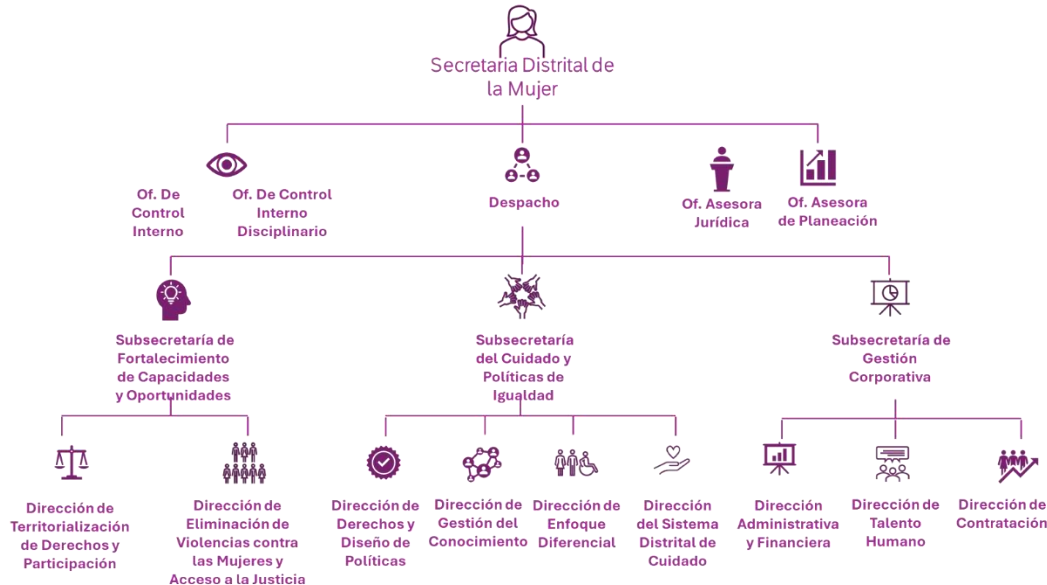 Secretaria Distrital de
la Mujer
Of. De
Control
Interno
Of. De Control
Interno
Disciplinario
Despacho
Of. Asesora
Jurídica
Of. Asesora
de Planeación
Subsecretaría de
Fortalecimiento
de Capacidades
y Oportunidades
Subsecretaría
del Cuidado y
Políticas de
Igualdad
Subsecretaría de
Gestión
Corporativa
Dirección de
Territorialización
de Derechos y
Participación
Dirección de
Eliminación de
Violencias contra
las Mujeres y
Acceso a la Justicia
Dirección de
Derechos y
Diseño de
Políticas
Dirección de
Gestión del
Conocimiento
Dirección de
Enfoque
Diferencial
Dirección
del Sistema
Distrital de
Cuidado
Dirección
Administrativa
y Financiera
Dirección de
Talento
Humano
Dirección de
Contratación